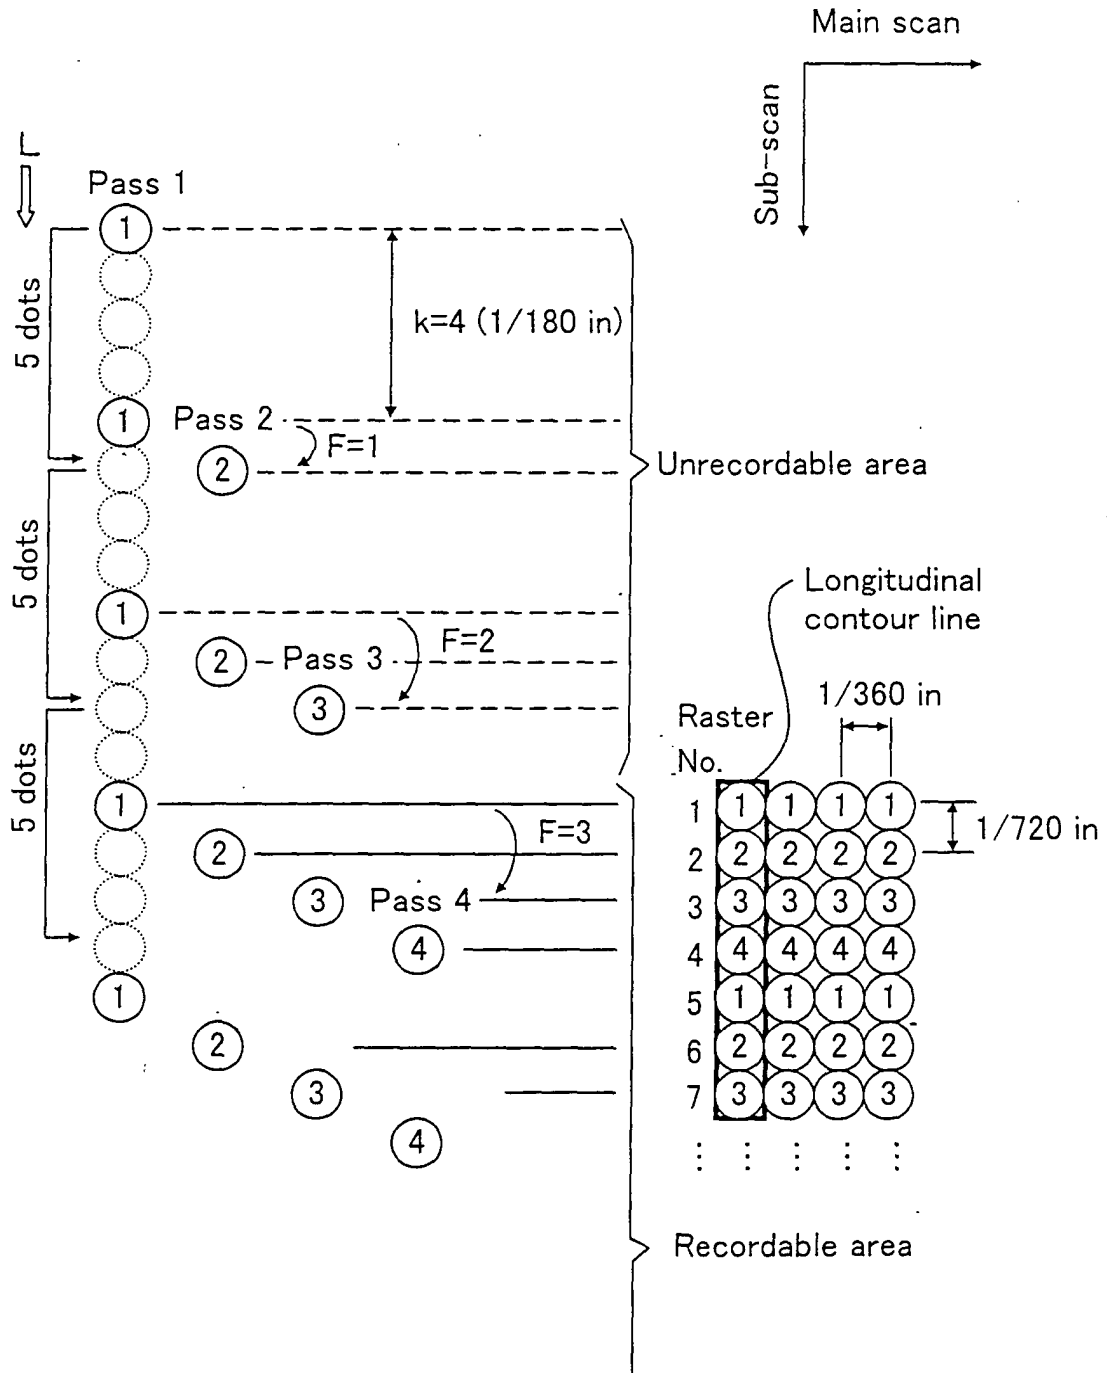 Main scan
Sub-scan
L
Pass 1
1
5 dots
k=4 (1/180 in)
1
Pass 2
F=1
2
Unrecordable area
5 dots
Longitudinal
contour line
1
F=2
2
Pass 3
3
1/360 in
Raster
No.
5 dots
1
F=3
1 1 1 1 1
1/720 in
2
2 2 2 2 2
3
Pass 4
3 3 3 3 3
4
4 4 4 4 4
1
5 1 1 1 1
2
6 2 2 2 2
3
7 3 3 3 3
4
Recordable area